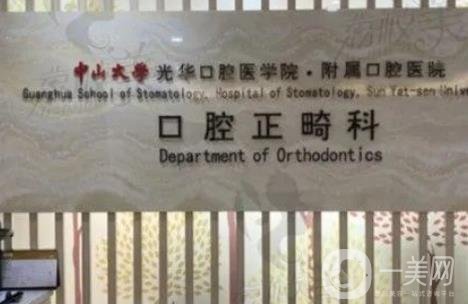 中山大学 光华口腔医学院·附属口腔医院
Guanghua School of Stomatology, Hospital of Stomatology, Sun Yat-sen Univer
口腔正畸科
Department of Orthodontics
一美网